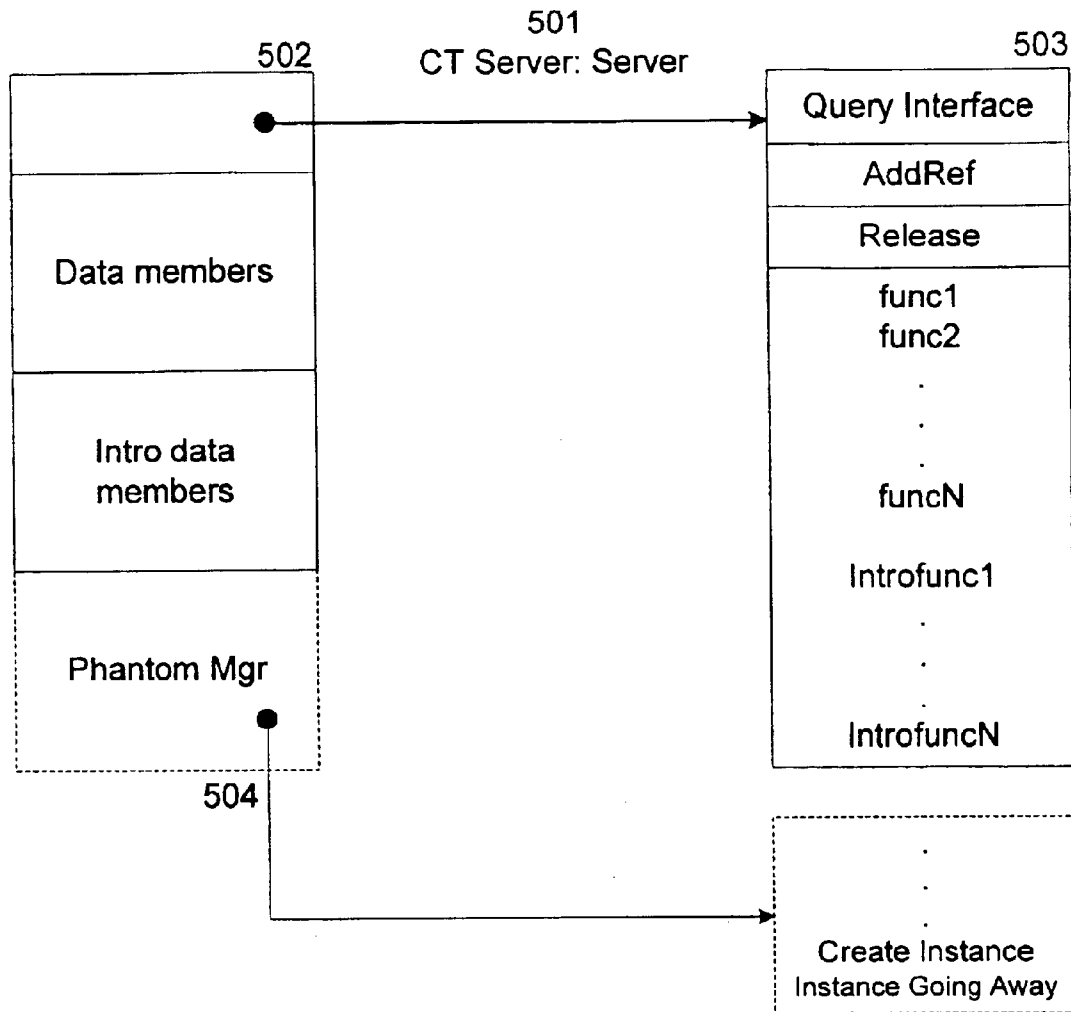 501
CT Server: Server
502
503
Data members
Intro data
members
Phantom Mgr
504
Query Interface
AddRef
Release
func1
func2
.
.
.
funcN
Introfunc1
.
.
.
IntrofuncN
.
.
.
Create Instance
Instance Going Away